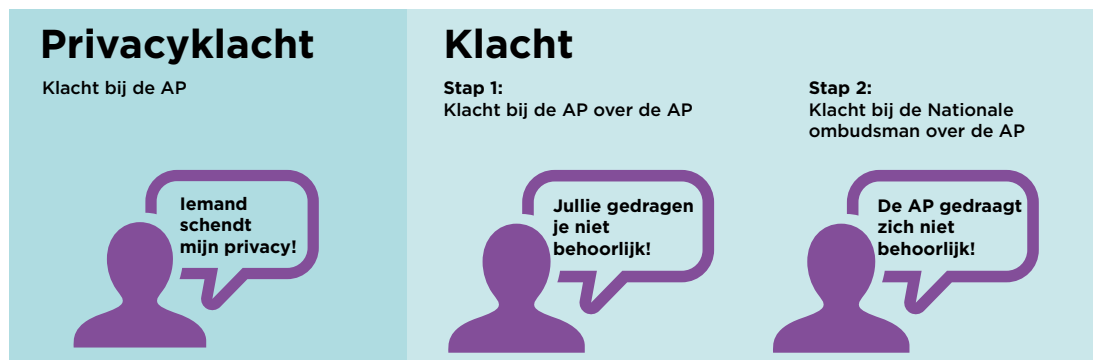 Privacyklacht
Klacht bij de AP
Iemand
schendt
mijn privacy!
Klacht
Stap 1:
Klacht bij de AP over de AP
Jullie gedragen
je niet
behoorlijk!
Stap 2:
Klacht bij de Nationale
ombudsman over de AP
De AP gedraagt
zich niet
behoorlijk!